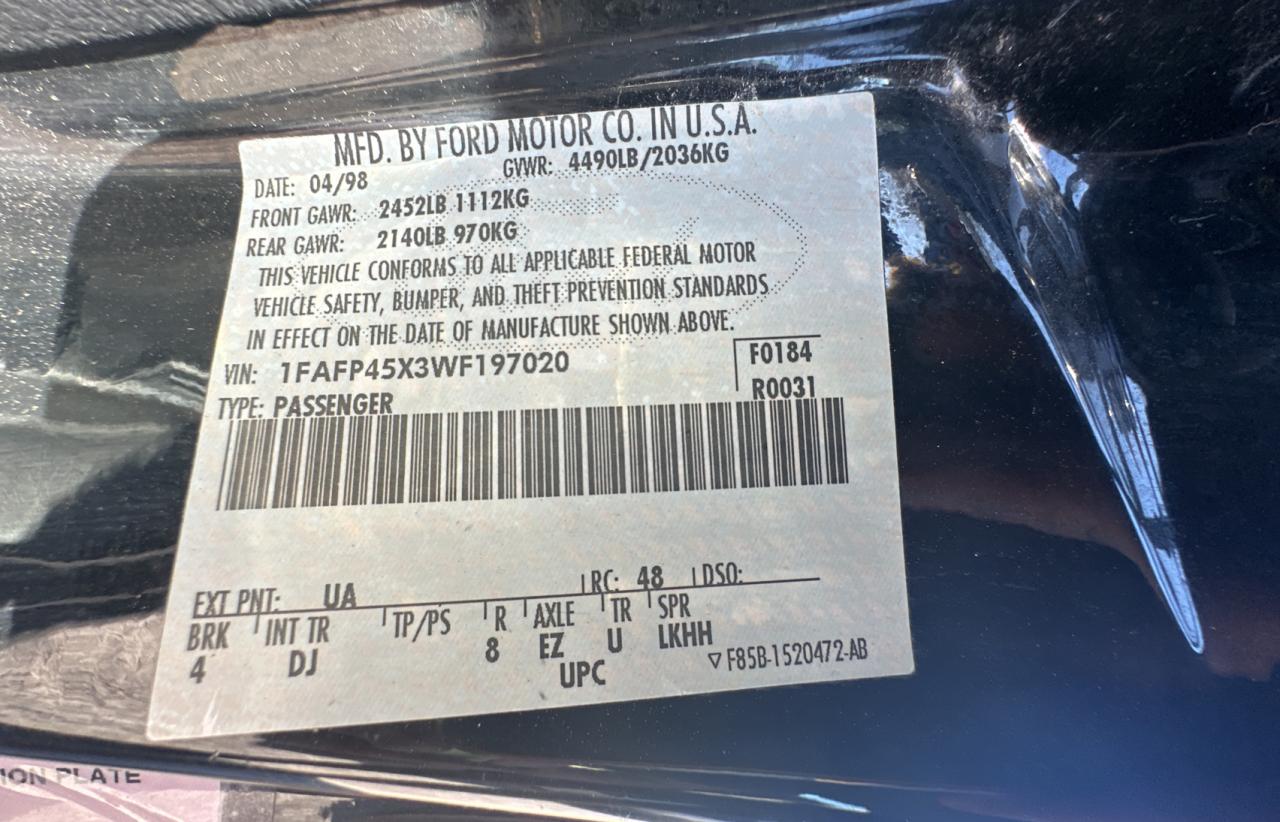 MFD. BY FORD MOTOR CO. IN U.S.A.
DATE: 04/98 GVWR: 4490LB/2036KG
FRONT GAWR: 2452LB 1112KG
REAR GAWR: 2140LB 970KG
THIS VEHICLE CONFORMS TO ALL APPLICABLE FEDERAL MOTOR
VEHICLE SAFETY, BUMPER, AND THEFT PREVENTION STANDARDS
IN EFFECT ON THE DATE OF MANUFACTURE SHOWN ABOVE.
VIN: 1FAFP45X3WF197020 F0184
TYPE: PASSENGER R0031
EXT PNT: UA RC: 48 DSO:
BRK INT TR TP/PS R AXLE TR SPR
4 DJ 8 EZ U LKHH
UPC ▽F85B-1520472-AB
ION PLATE